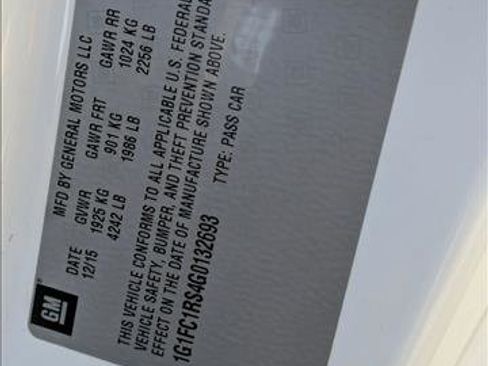 GM
MFD BY GENERAL MOTORS LLC
DATE GVWR GAWR FRT GAWR RR
12/15 1925 KG 901 KG 1024 KG
4242 LB 1986 LB 2256 LB
THIS VEHICLE CONFORMS TO ALL APPLICABLE U.S. FEDERAL
VEHICLE SAFETY, BUMPER, AND THEFT PREVENTION
EFFECT ON THE DATE OF MANUFACTURE SHOWN ABOVE.
1G1FC1RS4G0132693 TYPE: PASS CAR